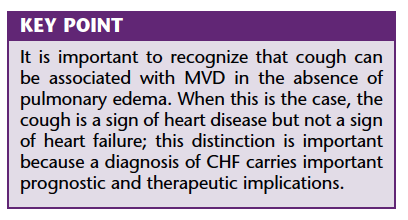 KEY POINT
It is important to recognize that cough can
be associated with MVD in the absence of
pulmonary edema. When this is the case, the
cough is a sign of heart disease but not a sign
of heart failure; this distinction is important
because a diagnosis of CHF carries important
prognostic and therapeutic implications.